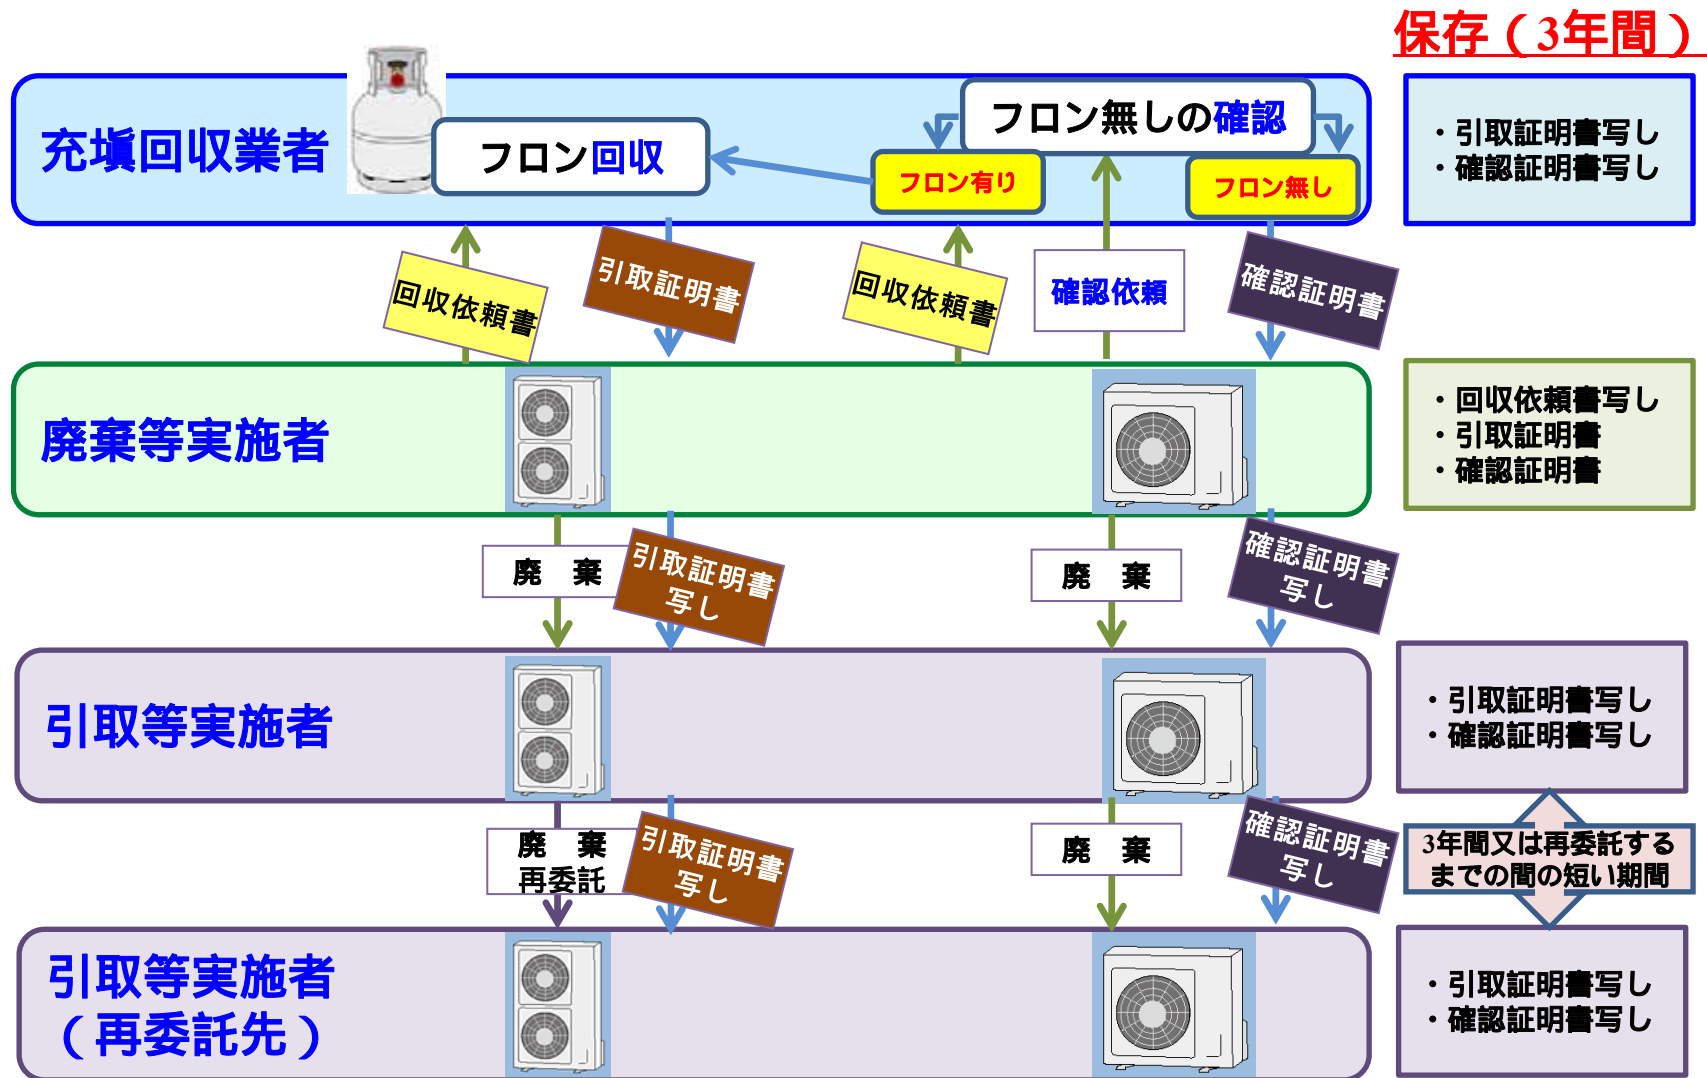 保存（3年間）
充塡回収業者
フロン回収
フロン無しの確認
フロン有り
フロン無し
・引取証明書写し
・確認証明書写し
回収依頼書
引取証明書
回収依頼書
確認依頼
確認証明書
廃棄等実施者
・回収依頼書写し
・引取証明書
・確認証明書
廃　棄
引取証明書
写し
廃　棄
確認証明書
写し
引取等実施者
・引取証明書写し
・確認証明書写し
廃　棄
再委託
引取証明書
写し
廃　棄
確認証明書
写し
3年間又は再委託する
までの間の短い期間
引取等実施者
（再委託先）
・引取証明書写し
・確認証明書写し